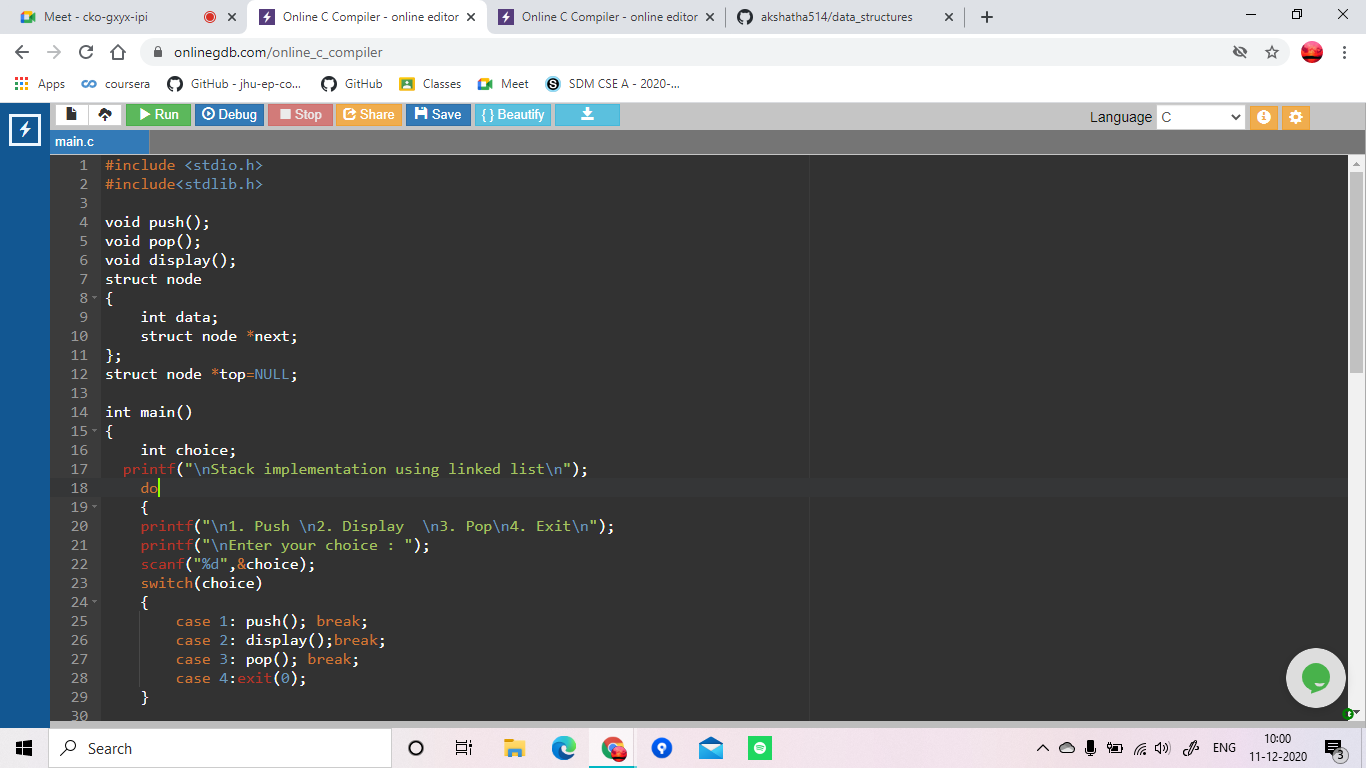 Meet - cko-gxyx-ipi
Online C Compiler - online editor
Online C Compiler - online editor
akshatha514/data_structures
onlinegdb.com/online_c_compiler
Apps coursera GitHub - jhu-ep-co... GitHub Classes Meet SDM CSE A - 2020-...
Run Debug Stop Share Save { } Beautify Language C
main.c
1 #include <stdio.h>
2 #include<stdlib.h>
3
4 void push();
5 void pop();
6 void display();
7 struct node
8 {
9 int data;
10 struct node *next;
11 };
12 struct node *top=NULL;
13
14 int main()
15 {
16 int choice;
17 printf("\nStack implementation using linked list\n");
18 do
19 {
20 printf("\n1. Push \n2. Display  \n3. Pop\n4. Exit\n");
21 printf("\nEnter your choice : ");
22 scanf("%d",&choice);
23 switch(choice)
24 {
25 case 1: push(); break;
26 case 2: display();break;
27 case 3: pop(); break;
28 case 4:exit(0);
29 }
30
Search
ENG
10:00
11-12-2020
3